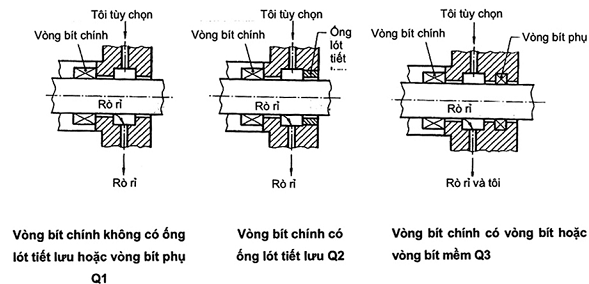 Tôi tùy chọn
Vòng bít chính
Rò rỉ
Rò rỉ
Vòng bít chính không có ống
lót tiết lưu hoặc vòng bít phụ
Q1
Tôi tùy chọn
Vòng bít chính
Ống
lót tiết
Rò rỉ
Rò rỉ
Vòng bít chính có
ống lót tiết lưu Q2
Tôi tùy chọn
Vòng bít chính
Vòng bít phụ
Rò rỉ
Rò rỉ và tôi
Vòng bít chính có vòng bít hoặc
vòng bít mềm Q3